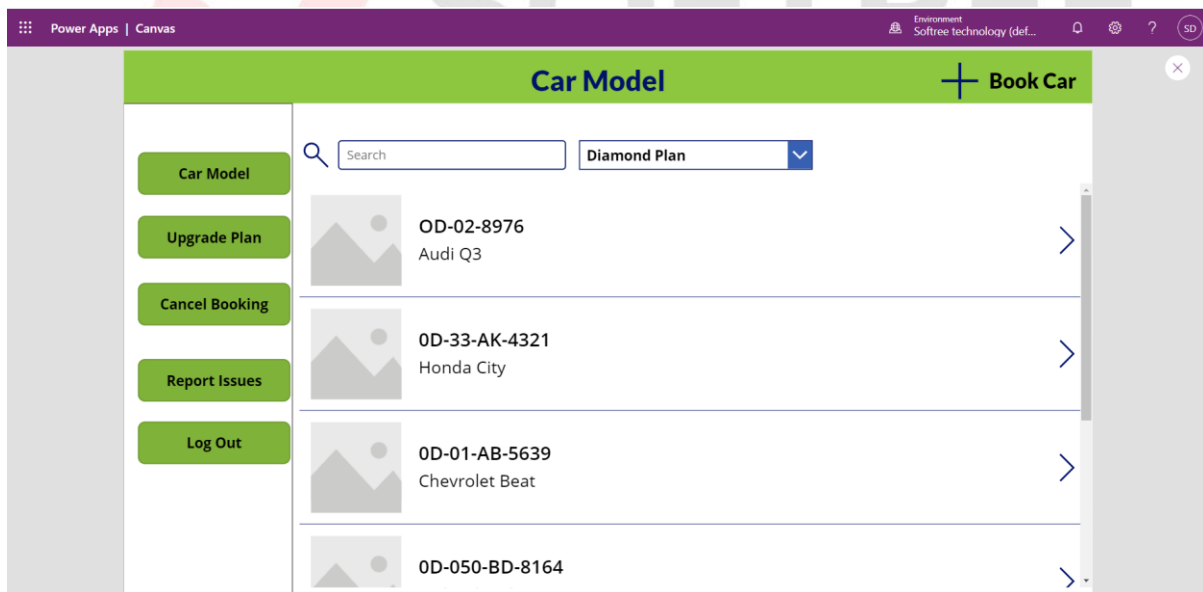 Power Apps | Canvas
Environment
Softree technology (def...
?
SD
Car Model
Book Car
Car Model
Upgrade Plan
Cancel Booking
Report Issues
Log Out
Search
Diamond Plan
OD-02-8976
Audi Q3
0D-33-AK-4321
Honda City
0D-01-AB-5639
Chevrolet Beat
0D-050-BD-8164